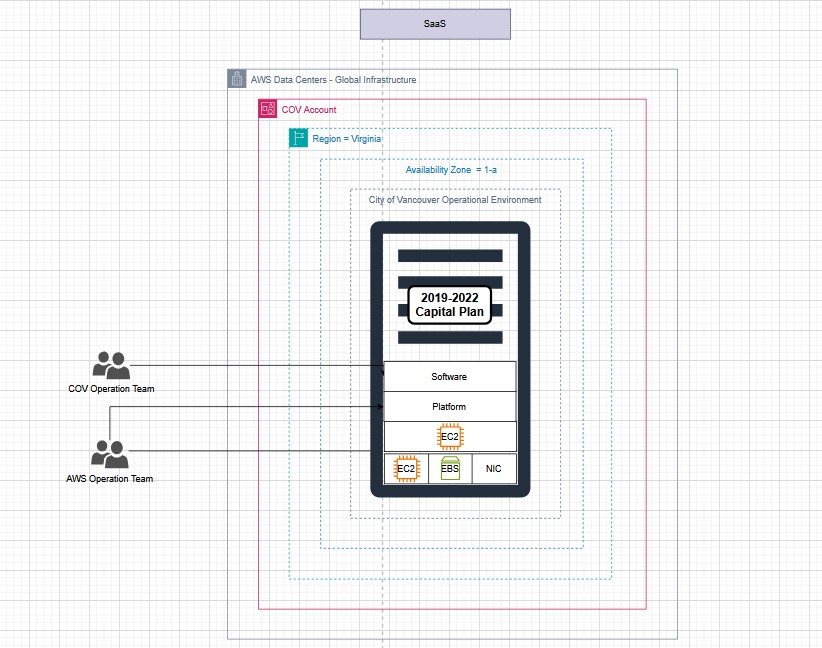 SaaS
AWS Data Centers - Global Infrastructure
COV Account
Region = Virginia
Availability Zone = 1-a
City of Vancouver Operational Environment
2019-2022
Capital Plan
COV Operation Team
Software
Platform
EC2
AWS Operation Team
EC2 EBS NIC